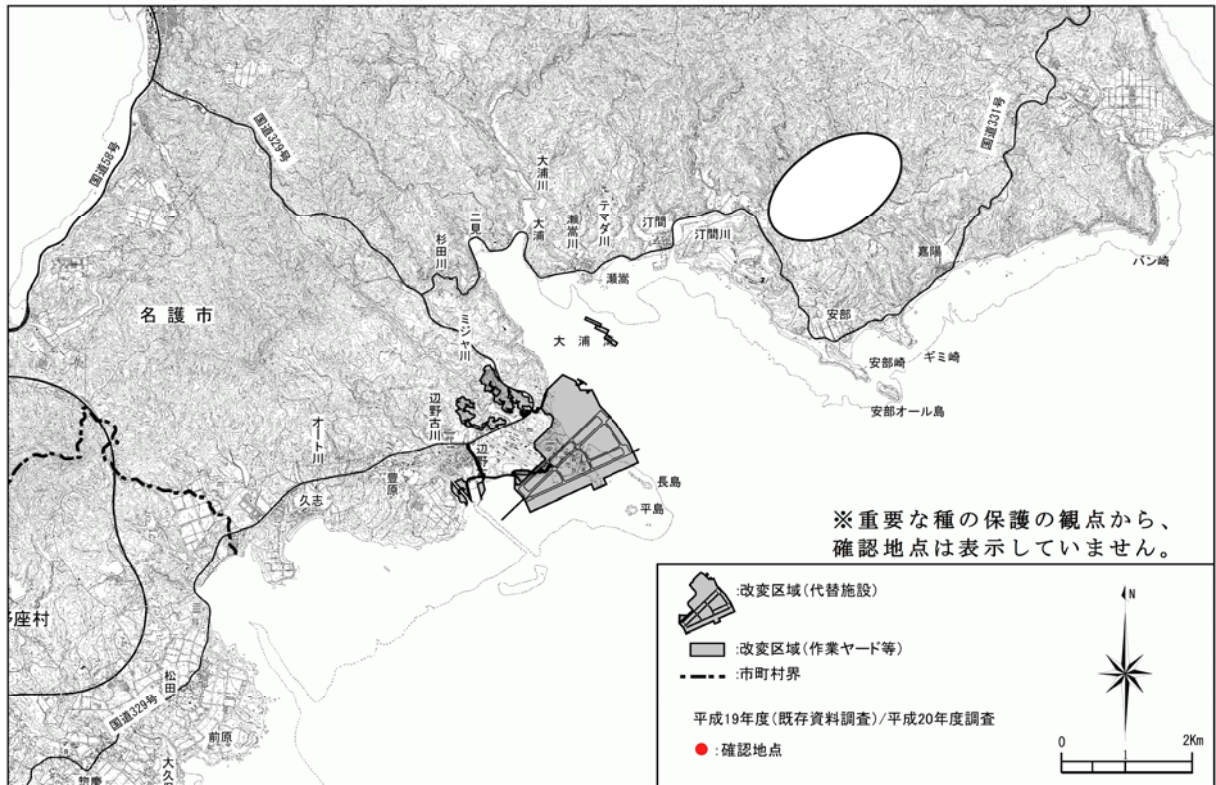 国道58号
国道329号
国道331号
大浦川
大浦
瀬嵩川
テマダ川
汀間
汀間川
二見
杉田川
瀬嵩
嘉陽
バン崎
名護市
ミジャ川
大浦
安部
安部崎
ギミ崎
安部オール島
辺野古川
辺野
オート川
豊原
久志
長島
平島
※重要な種の保護の観点から、
確認地点は表示していません。
座村
松田
国道329号
前原
惣慶
大久
:改変区域(代替施設)
:改変区域(作業ヤード等)
:市町村界
平成19年度(既存資料調査)/平成20年度調査
:確認地点
N
0 1 2Km